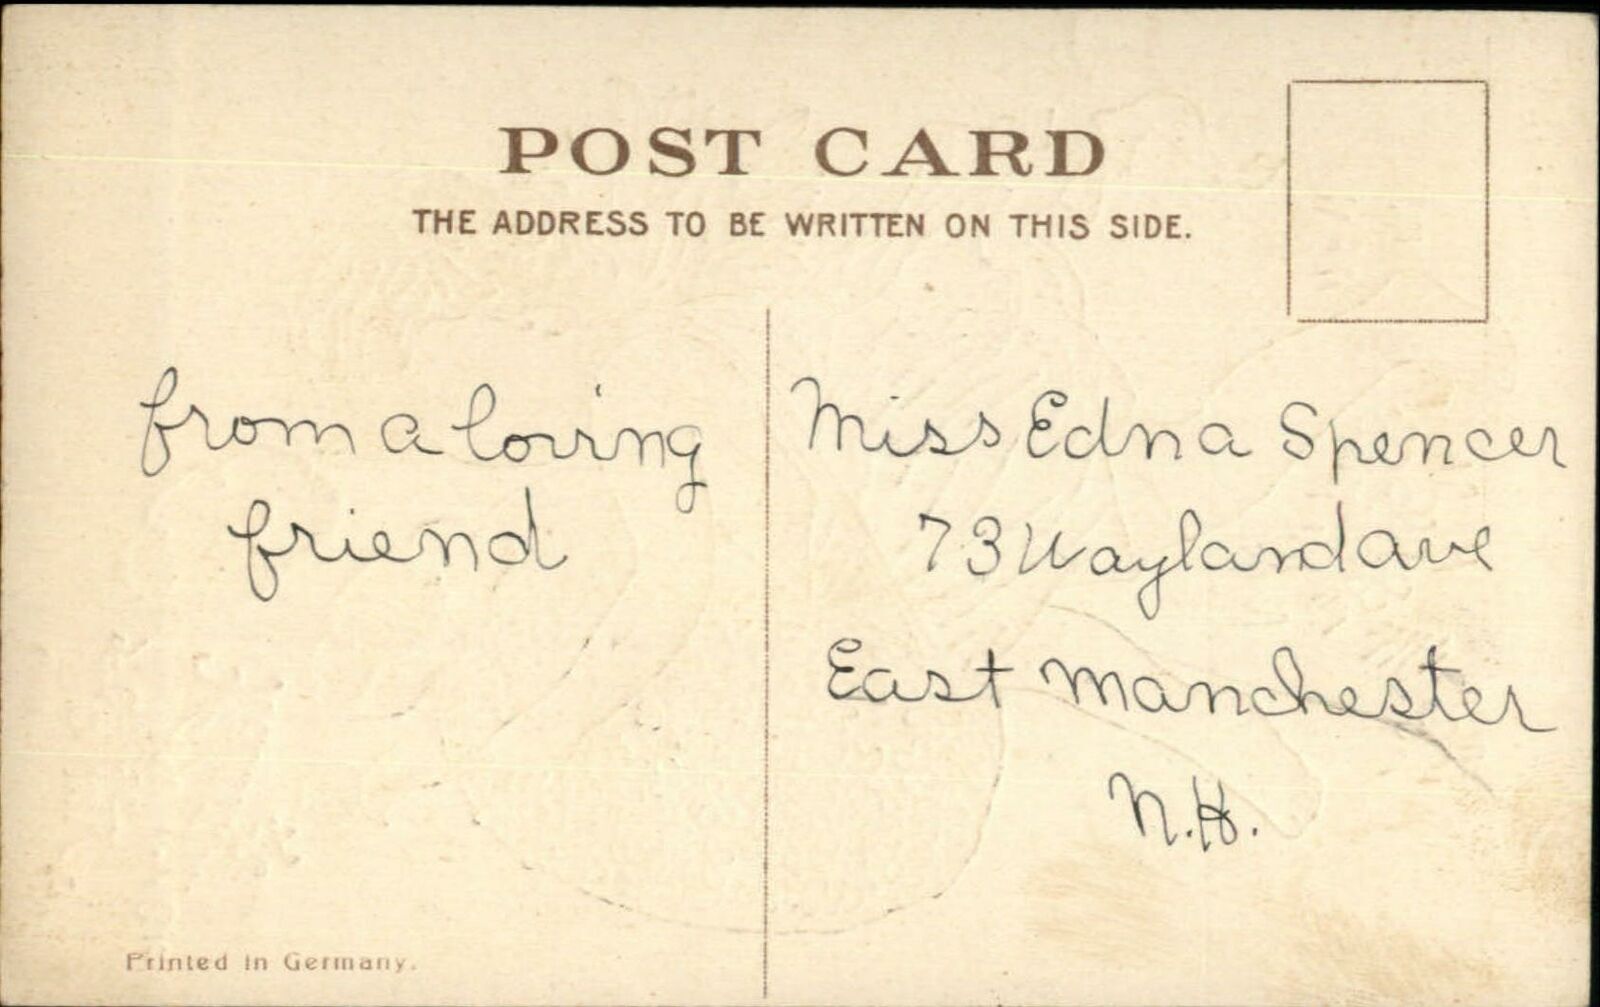 POST CARD
THE ADDRESS TO BE WRITTEN ON THIS SIDE.
from a loving
friend
Miss Edna Spencer
73 Wayland ave
East Manchester
N.H.
Printed in Germany.